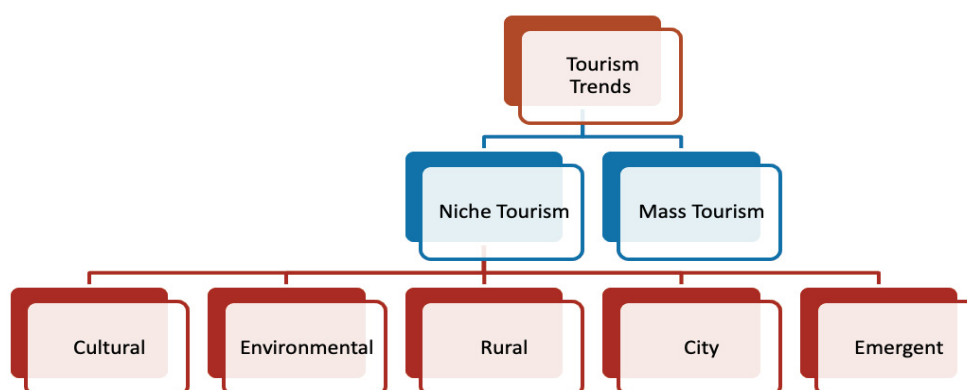 Tourism
Trends
Niche Tourism
Mass Tourism
Cultural
Environmental
Rural
City
Emergent